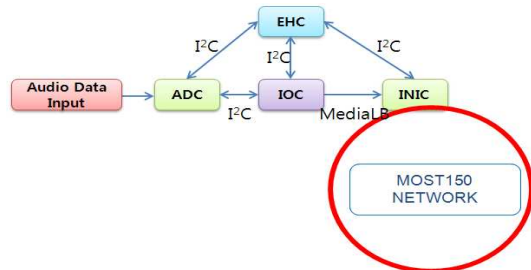 EHC
I²C
I²C
I²C
Audio Data
Input
ADC
IOC
INIC
I²C
MediaLB
MOST150
NETWORK